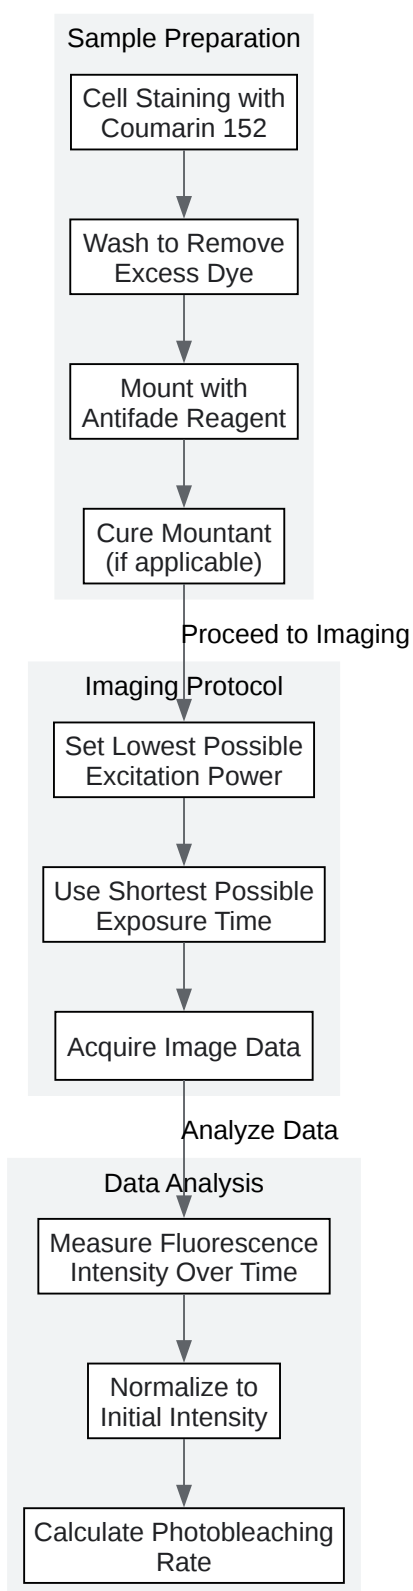 Sample Preparation
Cell Staining with
Coumarin 152
Wash to Remove
Excess Dye
Mount with
Antifade Reagent
Cure Mountant
(if applicable)
Proceed to Imaging
Imaging Protocol
Set Lowest Possible
Excitation Power
Use Shortest Possible
Exposure Time
Acquire Image Data
Analyze Data
Data Analysis
Measure Fluorescence
Intensity Over Time
Normalize to
Initial Intensity
Calculate Photobleaching
Rate